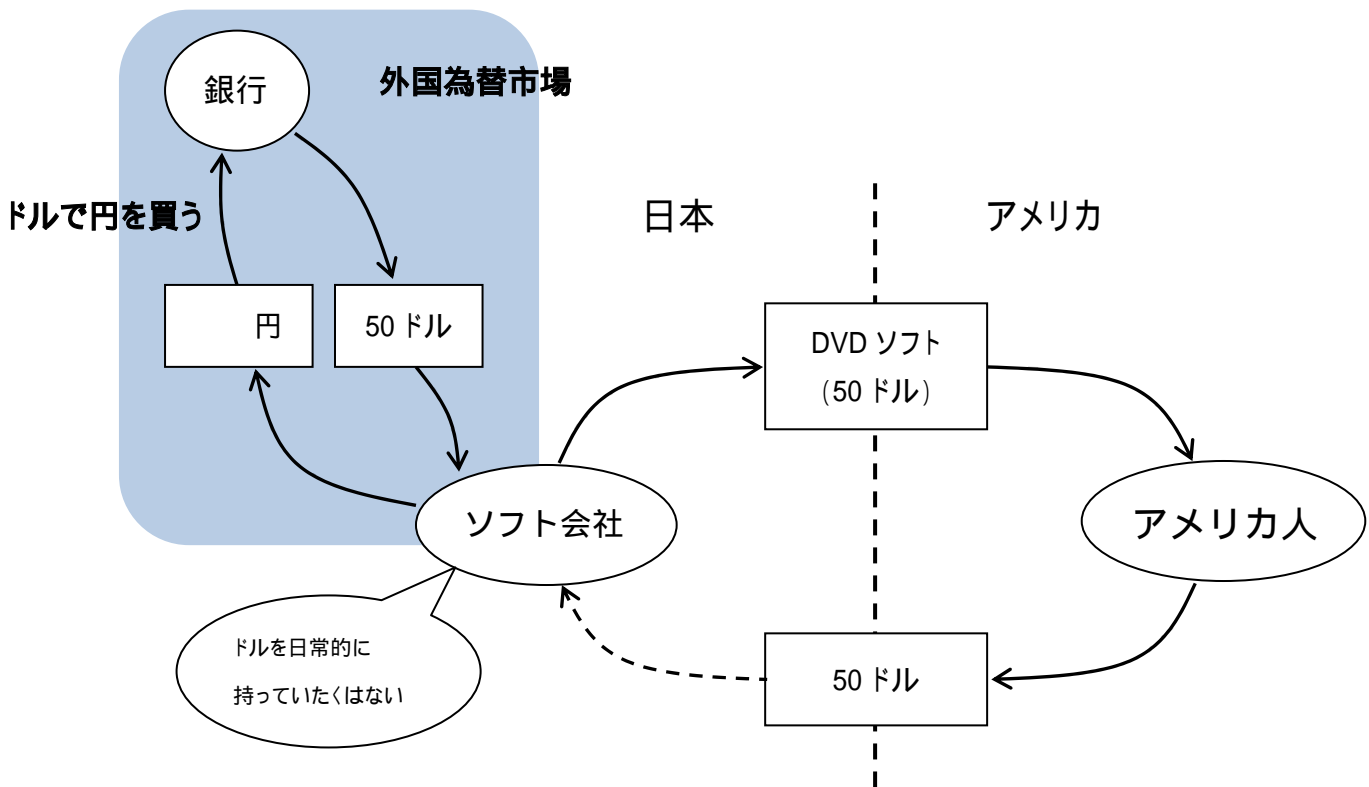 銀行
外国為替市場
ドルで円を買う
円
50 ドル
日本
アメリカ
DVD ソフト
(50 ドル)
ソフト会社
アメリカ人
ドルを日常的に
持っていたくはない
50 ドル